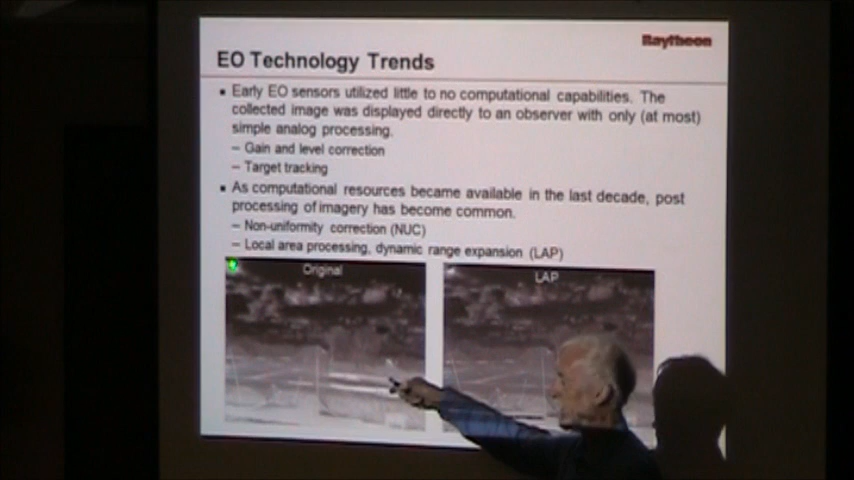 Raytheon
EO Technology Trends
▪ Early EO sensors utilized little to no computational capabilities. The
collected image was displayed directly to an observer with only (at most)
simple analog processing.
– Gain and level correction
– Target tracking
▪ As computational resources became available in the last decade, post
processing of imagery has become common.
– Non-uniformity correction (NUC)
– Local area processing, dynamic range expansion (LAP)
Original
LAP